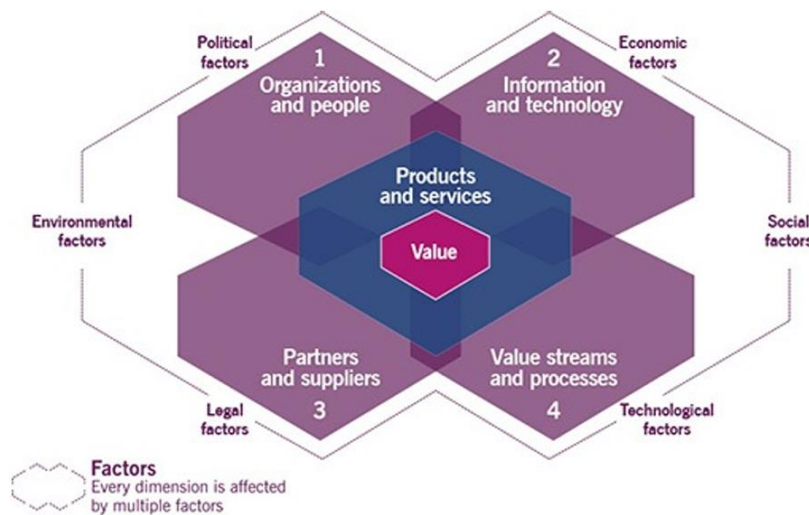 Political
factors
Economic
factors
1
Organizations
and people
2
Information
and technology
Products
and services
Environmental
factors
Value
Social
factors
Partners
and suppliers
3
Value streams
and processes
4
Legal
factors
Technological
factors
Factors
Every dimension is affected
by multiple factors